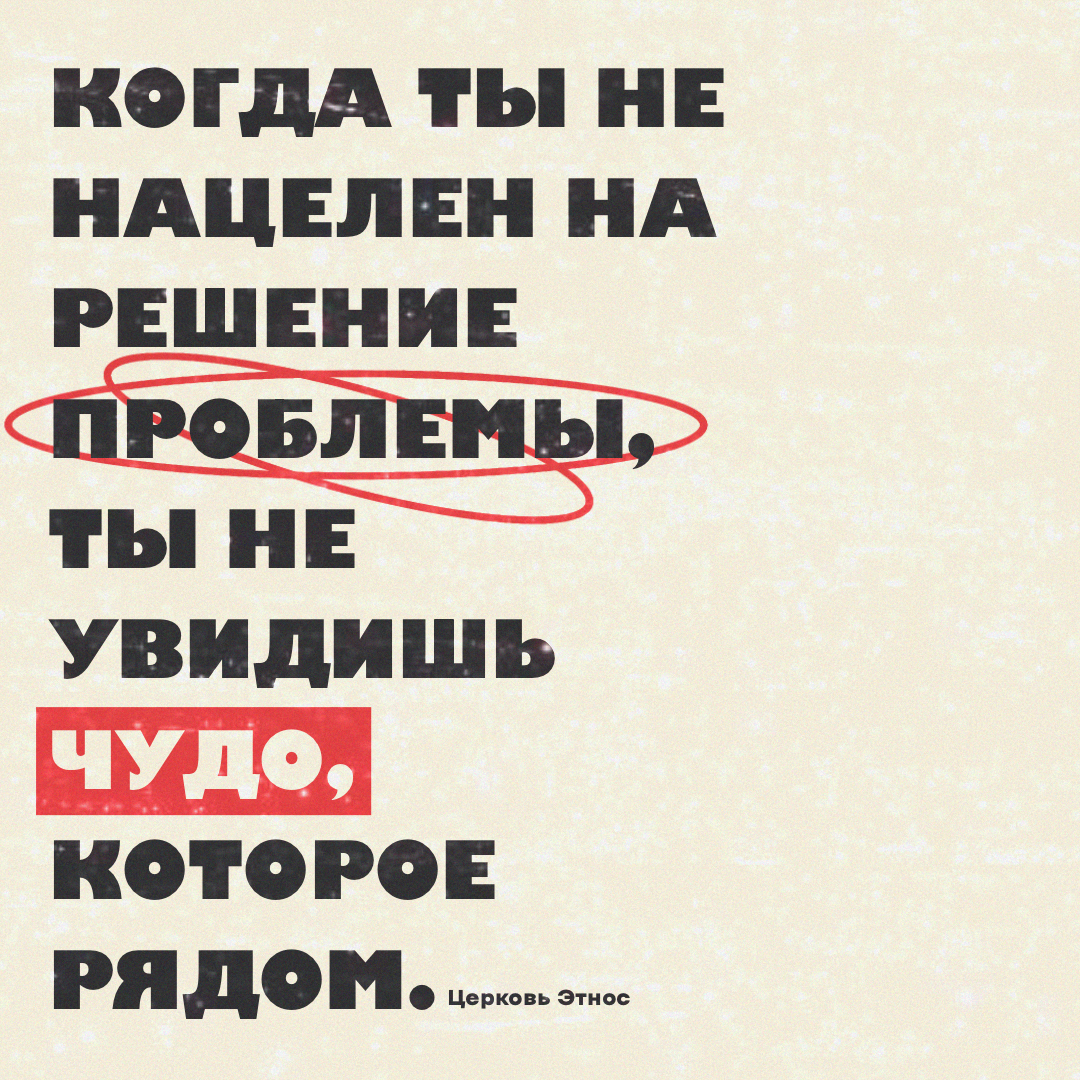 КОГДА ТЫ НЕ
НАЦЕЛЕН НА
РЕШЕНИЕ
ПРОБЛЕМЫ,
ТЫ НЕ
УВИДИШЬ
ЧУДО,
КОТОРОЕ
РЯДОМ. Церковь Этнос